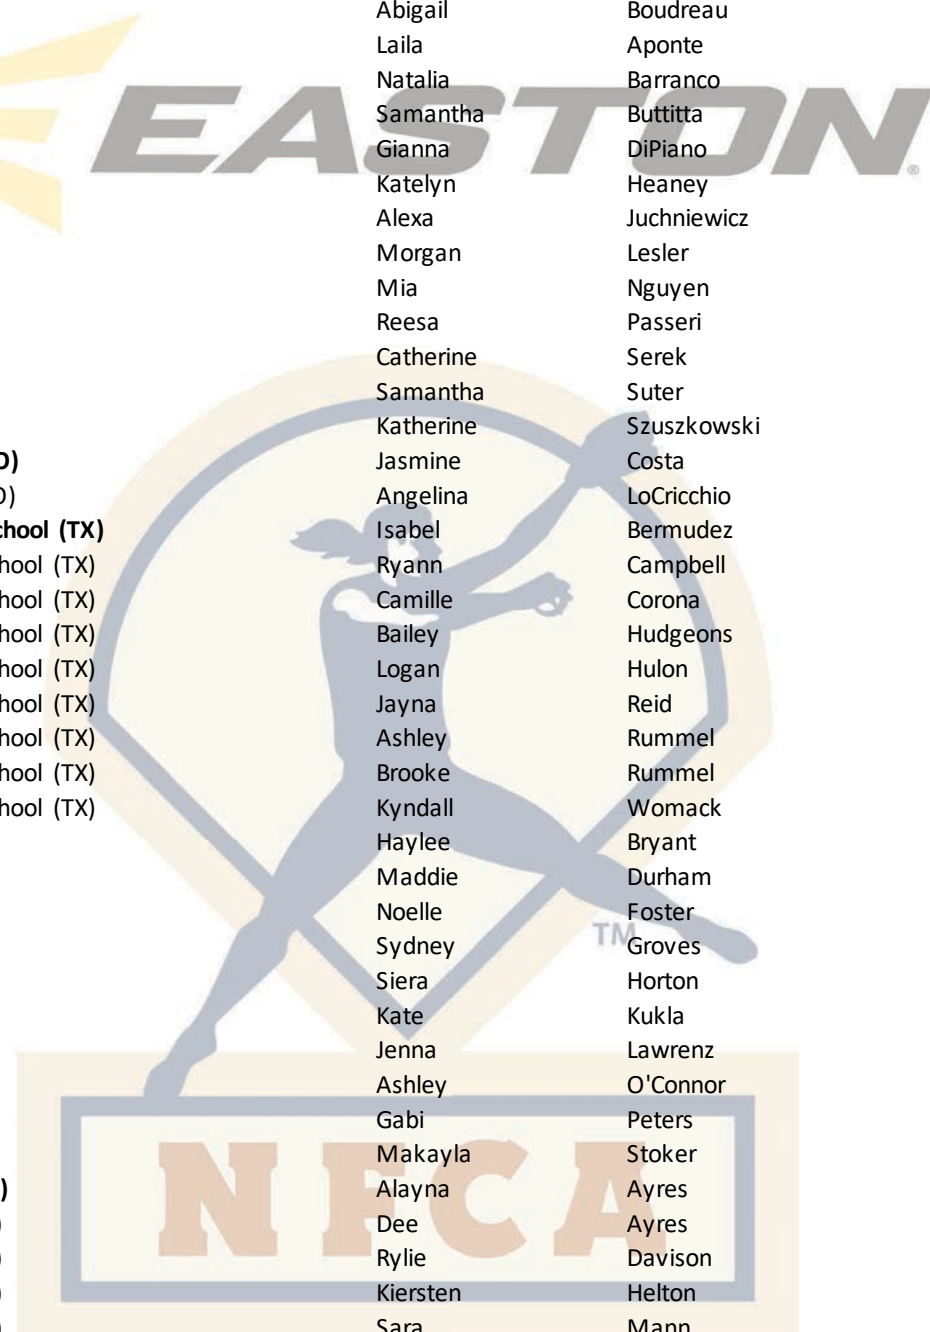 Abigail Boudreau
Laila Aponte
EASTON®
Natalia Barranco
Samantha Buttitta
Gianna DiPiano
Katelyn Heaney
Alexa Juchniewicz
Morgan Lesler
Mia Nguyen
Reesa Passeri
Catherine Serek
Samantha Suter
Katherine Szuszkowski
) Jasmine Costa
) Angelina LoCricchio
chool (TX) Isabel Bermudez
hool (TX) Ryann Campbell
hool (TX) Camille Corona
hool (TX) Bailey Hudgeons
hool (TX) Logan Hulon
hool (TX) Jayna Reid
hool (TX) Ashley Rummel
hool (TX) Brooke Rummel
hool (TX) Kyndall Womack
Haylee Bryant
Maddie Durham
Noelle Foster
TM
Sydney Groves
Siera Horton
Kate Kukla
Jenna Lawrenz
Ashley O'Connor
Gabi Peters
Makayla Stoker
NFCA
) Alayna Ayres
) Dee Ayres
) Rylie Davison
) Kiersten Helton
) Sara Mann